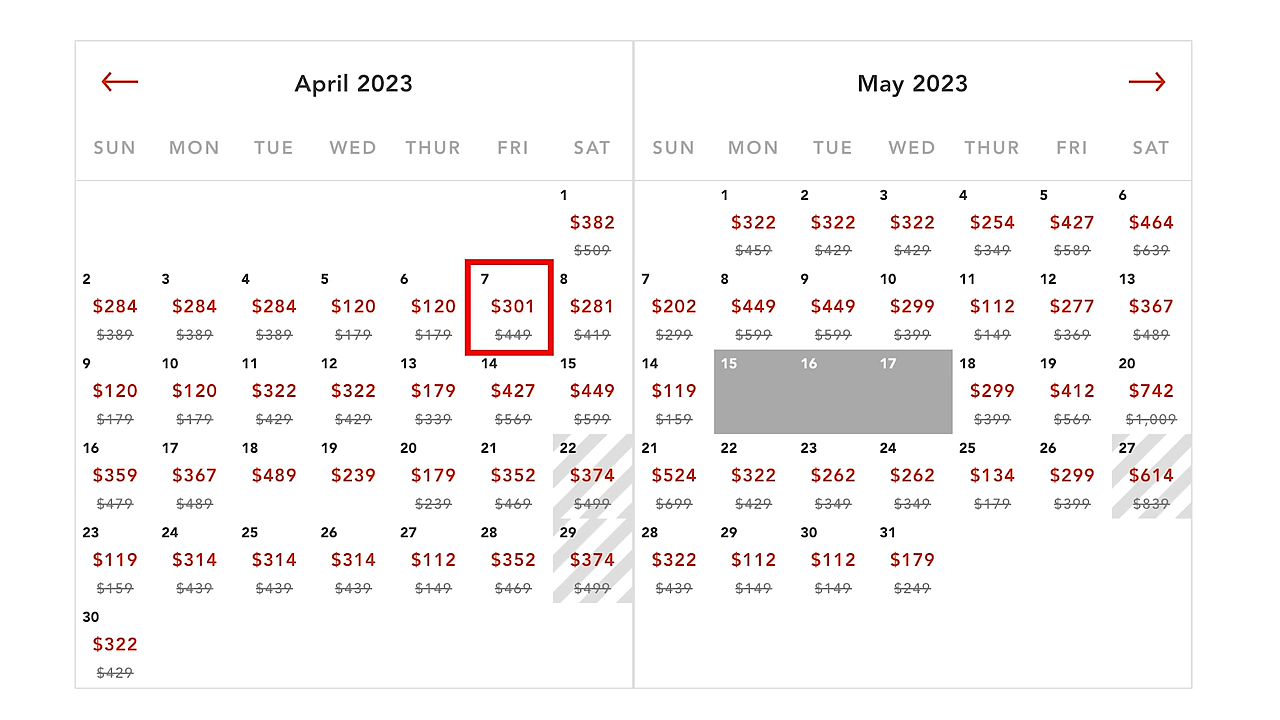 April 2023
SUN MON TUE WED THUR FRI SAT
1
$382
$509
2 3 4 5 6 7 8
$284 $284 $284 $120 $120 $301 $281
$389 $389 $389 $179 $179 $449 $419
9 10 11 12 13 14 15
$120 $120 $322 $322 $179 $427 $449
$179 $179 $429 $429 $339 $569 $599
16 17 18 19 20 21 22
$359 $367 $489 $239 $179 $352 $374
$479 $489 $239 $469 $499
23 24 25 26 27 28 29
$119 $314 $314 $314 $112 $352 $374
$159 $439 $439 $439 $149 $469 $499
30
$322
$429
May 2023
SUN MON TUE WED THUR FRI SAT
1 2 3 4 5 6
$322 $322 $322 $254 $427 $464
$459 $429 $429 $349 $589 $639
7 8 9 10 11 12 13
$202 $449 $449 $299 $112 $277 $367
$299 $599 $599 $399 $149 $369 $489
14 15 16 17 18 19 20
$119 $299 $412 $742
$159 $399 $569 $1,009
21 22 23 24 25 26 27
$524 $322 $262 $262 $134 $299 $614
$699 $429 $349 $349 $179 $399 $839
28 29 30 31
$322 $112 $112 $179
$439 $149 $149 $249